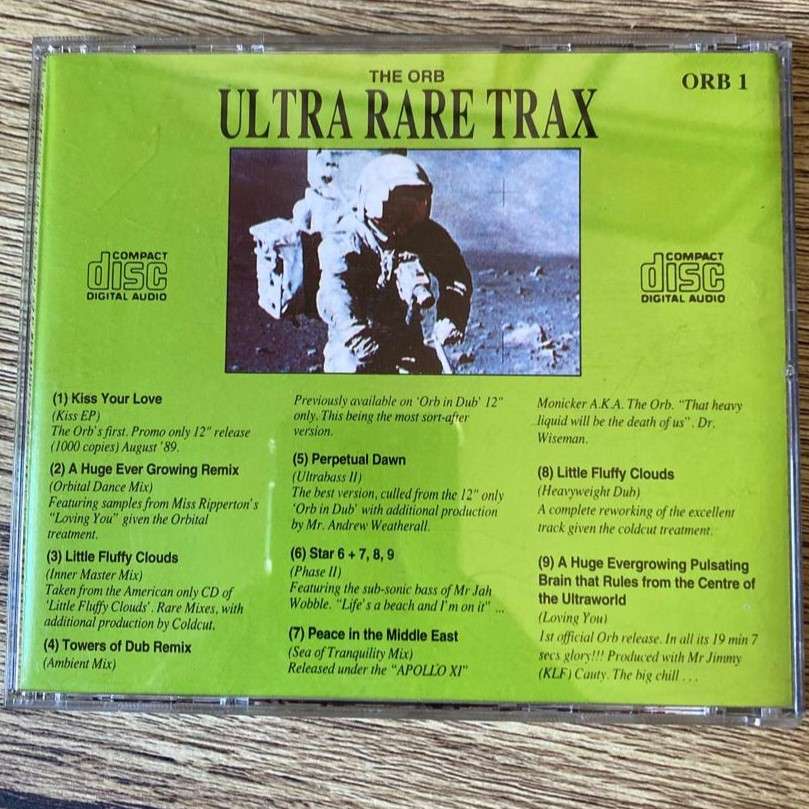 THE ORB
ORB 1
ULTRA RARE TRAX
COMPACT
disc
DIGITAL AUDIO
COMPACT
disc
DIGITAL AUDIO
(1) Kiss Your Love
(Kiss EP)
The Orb's first. Promo only 12" release
(1000 copies) August '89.
(2) A Huge Ever Growing Remix
(Orbital Dance Mix)
Featuring samples from Miss Ripperton's
"Loving You" given the Orbital
treatment.
(3) Little Fluffy Clouds
(Inner Master Mix)
Taken from the American only CD of
'Little Fluffy Clouds'. Rare Mixes, with
additional production by Coldcut.
(4) Towers of Dub Remix
(Ambient Mix)
Previously available on 'Orb in Dub' 12"
only. This being the most sort-after
version.
(5) Perpetual Dawn
(Ultrabass II)
The best version, culled from the 12" only
'Orb in Dub' with additional production
by Mr. Andrew Weatherall.
(6) Star 6 + 7, 8, 9
(Phase II)
Featuring the sub-sonic bass of Mr Jah
Wobble. "Life's a beach and I'm on it" ...
(7) Peace in the Middle East
(Sea of Tranquility Mix)
Released under the "APOLLO XI"
Monicker A.K.A. The Orb. "That heavy
liquid will be the death of us". Dr.
Wiseman.
(8) Little Fluffy Clouds
(Heavyweight Dub)
A complete reworking of the excellent
track given the coldcut treatment.
(9) A Huge Evergrowing Pulsating
Brain that Rules from the Centre of
the Ultraworld
(Loving You)
1st official Orb release. In all its 19 min 7
secs glory!!! Produced with Mr Jimmy
(KLF) Cauty. The big chill . . .